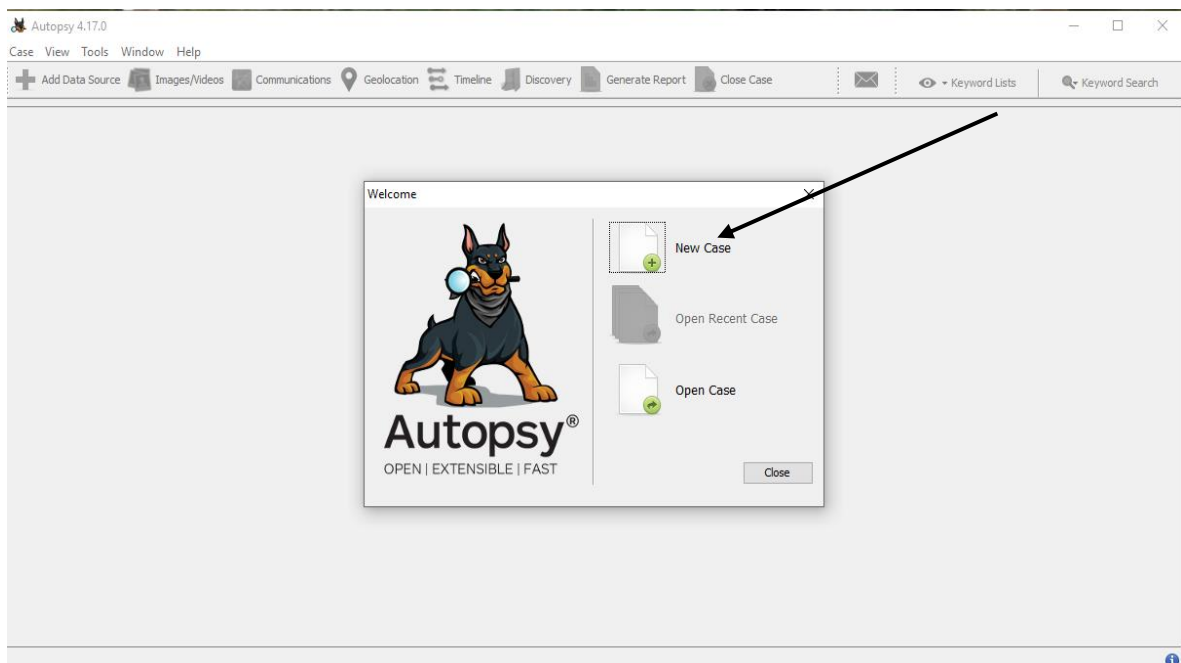 Autopsy 4.17.0
Case View Tools Window Help
Add Data Source Images/Videos Communications Geolocation Timeline Discovery Generate Report Close Case Keyword Lists Keyword Search
Welcome
New Case
Open Recent Case
Open Case
Autopsy®
OPEN | EXTENSIBLE | FAST
Close